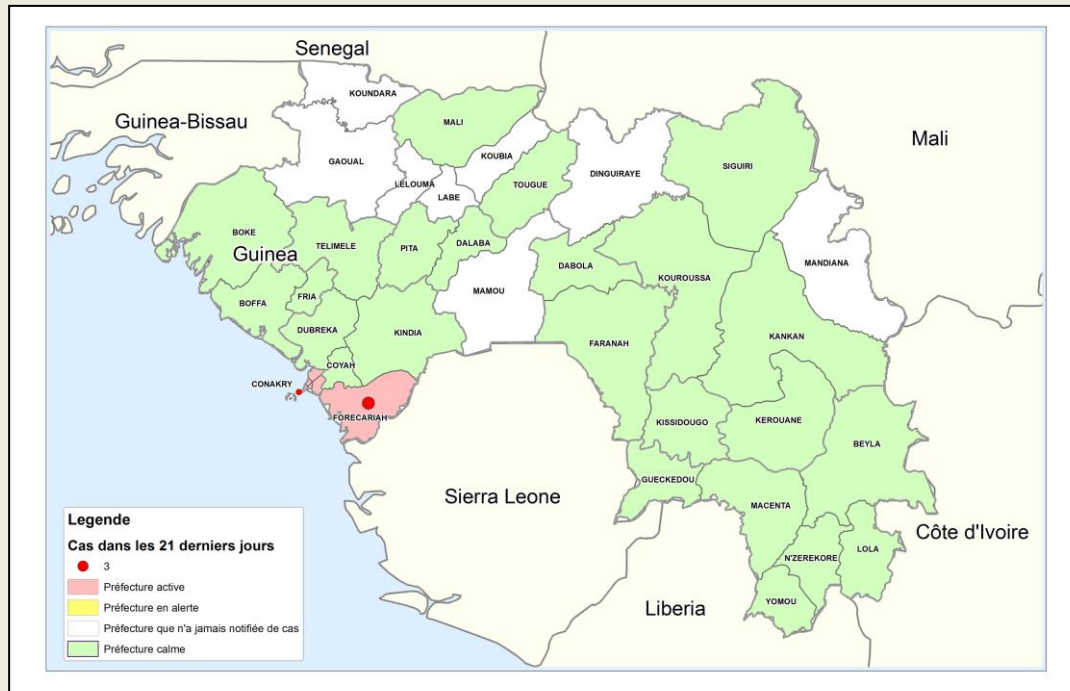 Senegal
KOUNDARA
Guinea-Bissau
MALI
Mali
KOUBIA
GAOUAL
SIGUIRI
DINGUIRAYE
LELOUMA
TOUGUE
LABE
BOKE
DALABA
TELIMELE
PITA
Guinea
MANDIANA
DABOLA
KOUROUSSA
MAMOU
FRIA
BOFFA
DUBREKA
KINDIA
KANKAN
FARANAH
COYAH
CONAKRY
FORECARIAH
KISSIDOUGO
KEROUANE
BEYLA
GUECKEDOU
Sierra Leone
MACENTA
Côte d'Ivoire
LOLA
N'ZEREKORE
YOMOU
Liberia
Legende
Cas dans les 21 derniers jours
3
Préfecture active
Préfecture en alerte
Préfecture que n'a jamais notifiée de cas
Préfecture calme